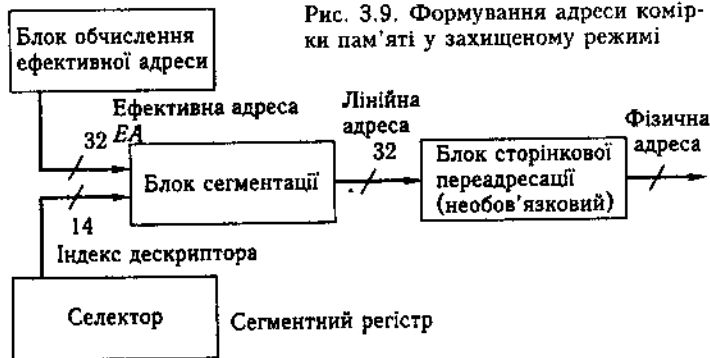 Рис. 3.9. Формування адреси комір-
ки пам'яті у захищеному режимі
Блок обчислення
ефективної адреси
Ефективна адреса
EA
32
Лінійна
адреса
32
Фізична
адреса
Блок сегментації
Блок сторінкової
переадресації
(необов'язковий)
14
Індекс дескриптора
Селектор
Сегментний регістр